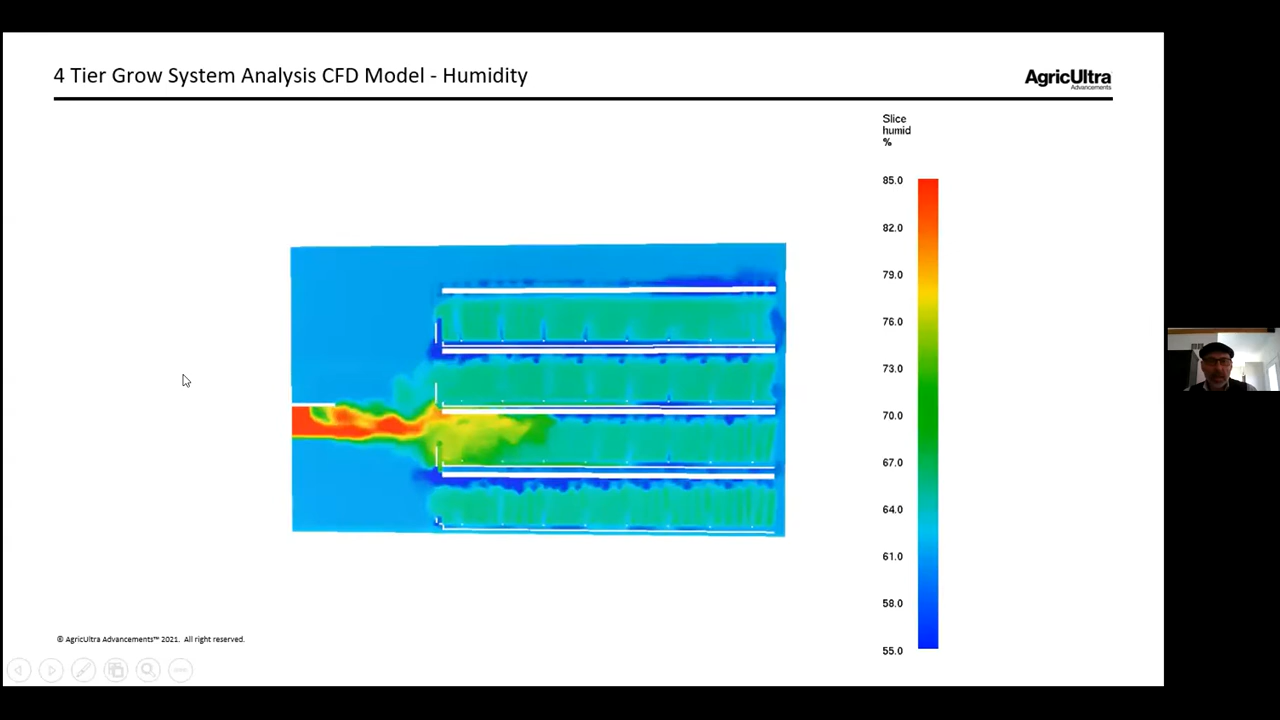 4 Tier Grow System Analysis CFD Model - Humidity
AgricUltra
Advancements
Slice
humid
%
85.0
82.0
79.0
76.0
73.0
70.0
67.0
64.0
61.0
58.0
55.0
© AgricUltra Advancements™ 2021. All right reserved.